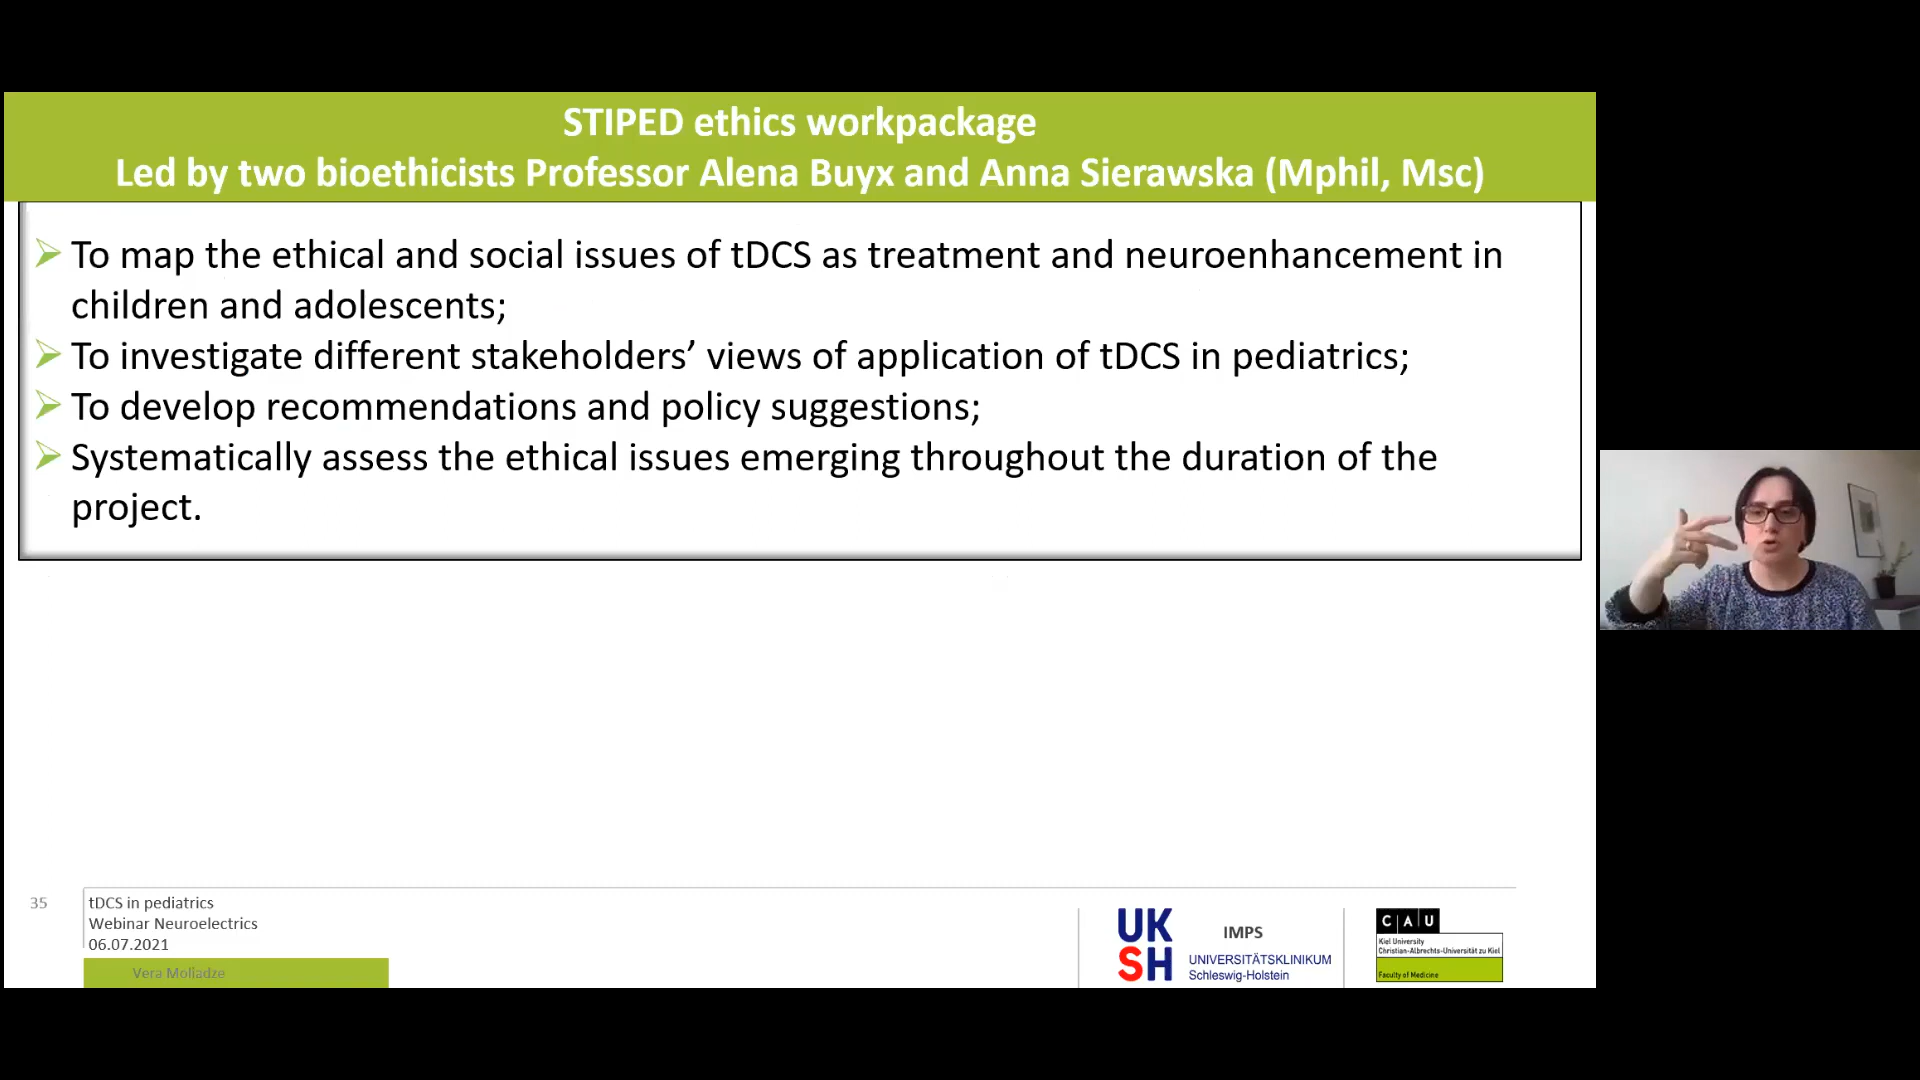 STIPED ethics workpackage
Led by two bioethicists Professor Alena Buyx and Anna Sierawska (Mphil, Msc)
To map the ethical and social issues of tDCS as treatment and neuroenhancement in
children and adolescents;
To investigate different stakeholders’ views of application of tDCS in pediatrics;
To develop recommendations and policy suggestions;
Systematically assess the ethical issues emerging throughout the duration of the
project.
35
tDCS in pediatrics
Webinar Neuroelectrics
06.07.2021
Vera Moliadze
UK
SH
IMPS
UNIVERSITÄTSKLINIKUM
Schleswig-Holstein
CAU
Kiel University
Christian-Albrechts-Universität zu Kiel
Faculty of Medicine